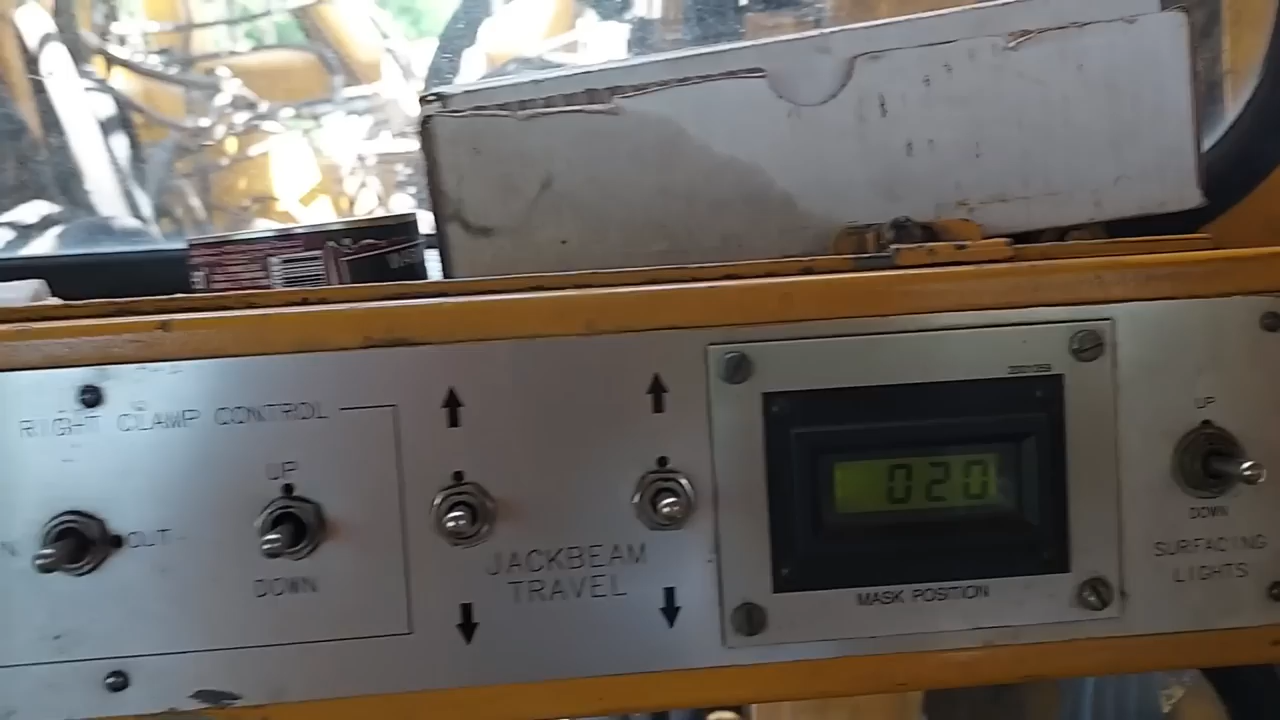 RIGHT CLAMP CONTROL
UP
OUT
DOWN
JACKBEAM
TRAVEL
020
MASK POSITION
UP
DOWN
SURFACING
LIGHTS